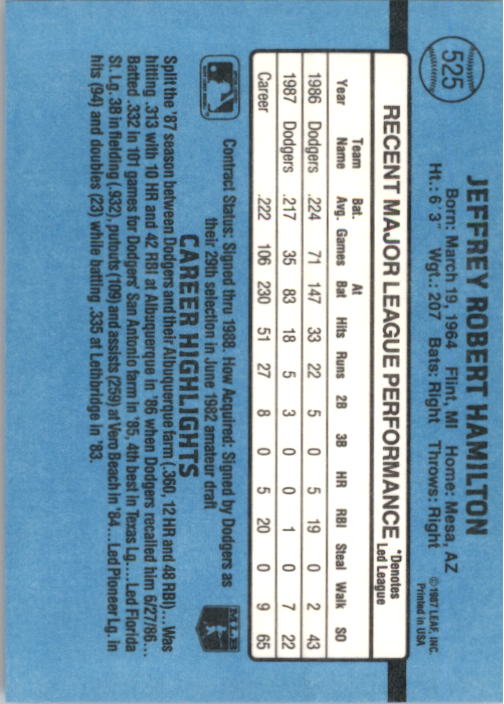 525
JEFFREY ROBERT HAMILTON
Born: March 19, 1964 Flint, MI Home: Mesa, AZ
Ht.: 6'3" Wgt.: 207 Bats: Right Throws: Right
©1987 LEAF, INC.
Printed in USA
RECENT MAJOR LEAGUE PERFORMANCE
*Denotes
Led League
Year Team Name Bat. Avg. Games At Bat Hits Runs 2B 3B HR RBI Steal Walk SO
1986 Dodgers .224 71 147 33 22 5 0 5 19 0 2 43
1987 Dodgers .217 35 83 18 5 3 0 0 1 0 7 22
Career .222 106 230 51 27 8 0 5 20 0 9 65
Contract Status: Signed thru 1988. How Acquired: Signed by Dodgers as
their 29th selection in June 1982 amateur draft
MLB
CAREER HIGHLIGHTS
Split the '87 season between Dodgers and their Albuquerque farm (.360, 12 HR and 48 RBI)... Was
hitting .313 with 10 HR and 42 RBI at Albuquerque in '86 when Dodgers recalled him 6/27/86...
Batted .332 in 101 games for Dodgers' San Antonio farm in '85, 4th best in Texas Lg... Led Florida
St. Lg. 3B in fielding (.932), putouts (109) and assists (259) at Vero Beach in '84... Led Pioneer Lg. in
hits (94) and doubles (23) while batting .335 at Lethbridge in '83.